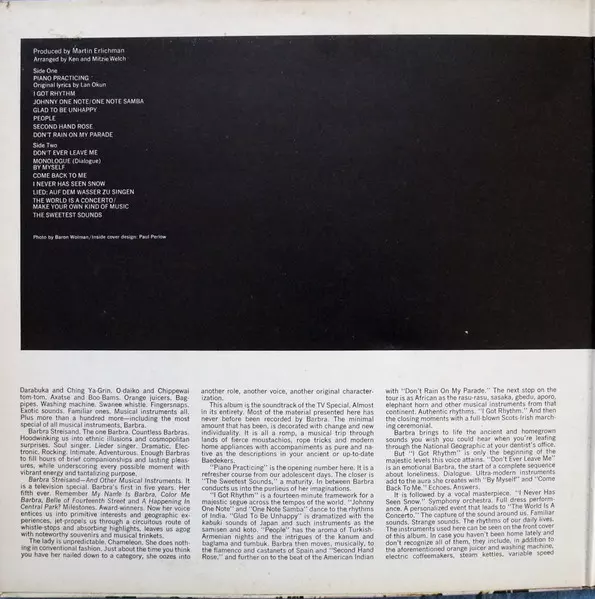 Produced by Martin Erlichman
Arranged by Ken and Mitzie Welch
Side One
PIANO PRACTICING
Original lyrics by Lan Okun
I GOT RHYTHM
JOHNNY ONE NOTE/ONE NOTE SAMBA
GLAD TO BE UNHAPPY
PEOPLE
SECOND HAND ROSE
DON'T RAIN ON MY PARADE
Side Two
DON'T EVER LEAVE ME
MONOLOGUE (Dialogue)
BY MYSELF
COME BACK TO ME
I NEVER HAS SEEN SNOW
LIED: AUF DEM WASSER ZU SINGEN
THE WORLD IS A CONCERTO/
MAKE YOUR OWN KIND OF MUSIC
THE SWEETEST SOUNDS
Photo by Baron Wolman/Inside cover design: Paul Perlow
Darabuka and Ching Ya-Grin. O-daiko and Chippewai
tom-tom. Axatse and Boo-Bams. Orange juicers, Bag-
pipes. Washing machine. Swanee whistle. Fingersnaps.
Exotic sounds. Familiar ones. Musical instruments all.
Plus more than a hundred more—including the most
special of all musical instruments, Barbra.
Barbra Streisand. The one Barbra. Countless Barbras.
Hoodwinking us into ethnic illusions and cosmopolitan
surprises. Soul singer. Lieder singer. Dramatic. Elec-
tronic. Rocking. Intimate. Adventurous. Enough Barbras
to fill hours of brief companionships and lasting pleas-
ures, while underscoring every possible moment with
vibrant energy and tantalizing purpose.
Barbra Streisand—And Other Musical Instruments. It
is a television special. Barbra's first in five years. Her
fifth ever. Remember My Name Is Barbra, Color Me
Barbra, Belle of Fourteenth Street and A Happening In
Central Park? Milestones. Award-winners. Now her voice
entices us into primitive interests and geographic ex-
periences, jet-propels us through a circuitous route of
whistle-stops and absorbing highlights, leaves us agog
with noteworthy souvenirs and musical trinkets.
The lady is unpredictable. Chameleon. She does noth-
ing in conventional fashion. Just about the time you think
you have her nailed down to a category, she oozes into
another role, another voice, another original character-
ization.
This album is the soundtrack of the TV Special. Almost
in its entirety. Most of the material presented here has
never before been recorded by Barbra. The minimal
amount that has been, is decorated with change and new
individuality. It is all a romp, a musical trip through
lands of fierce moustachios, rope tricks and modern
home appliances with accompaniments as pure and na-
tive as the descriptions in your ancient or up-to-date
Baedekers.
"Piano Practicing" is the opening number here. It is a
refresher course from our adolescent days. The closer is
"The Sweetest Sounds," a maturity. In between Barbra
conducts us into the purlieus of her imaginations.
"I Got Rhythm" is a fourteen-minute framework for a
majestic segue across the tempos of the world. "Johnny
One Note" and "One Note Samba" dance to the rhythms
of India. "Glad To Be Unhappy" is dramatized with the
kabuki sounds of Japan and such instruments as the
samisen and koto. "People" has the aroma of Turkish-
Armenian nights and the intrigues of the kanum and
baglama and tumbuk. Barbra then moves, musically, to
the flamenco and castanets of Spain and "Second Hand
Rose," and further on to the beat of the American Indian
with "Don't Rain On My Parade." The next stop on the
tour is as African as the rasu-rasu, sasaka, gbedu, aporo,
elephant horn and other musical instruments from that
continent. Authentic rhythms. "I Got Rhythm." And then
the closing moments with a full-blown Scots-Irish march-
ing ceremonial.
Barbra brings to life the ancient and homegrown
sounds you wish you could hear when you're leafing
through the National Geographic at your dentist's office.
But "I Got Rhythm" is only the beginning of the
majestic levels this voice attains. "Don't Ever Leave Me"
is an emotional Barbra, the start of a complete sequence
about loneliness. Dialogue. Ultra-modern instruments
add to the aura she creates with "By Myself" and "Come
Back To Me." Echoes. Answers.
It is followed by a vocal masterpiece. "I Never Has
Seen Snow." Symphony orchestra. Full dress perform-
ance. A personalized event that leads to "The World Is A
Concerto." The capture of the sound around us. Familiar
sounds. Strange sounds. The rhythms of our daily lives.
The instruments used here can be seen on the front cover
of this album. In case you haven't been home lately and
don't recognize all of them, they include, in addition to
the aforementioned orange juicer and washing machine,
electric coffeemakers, steam kettles, variable speed